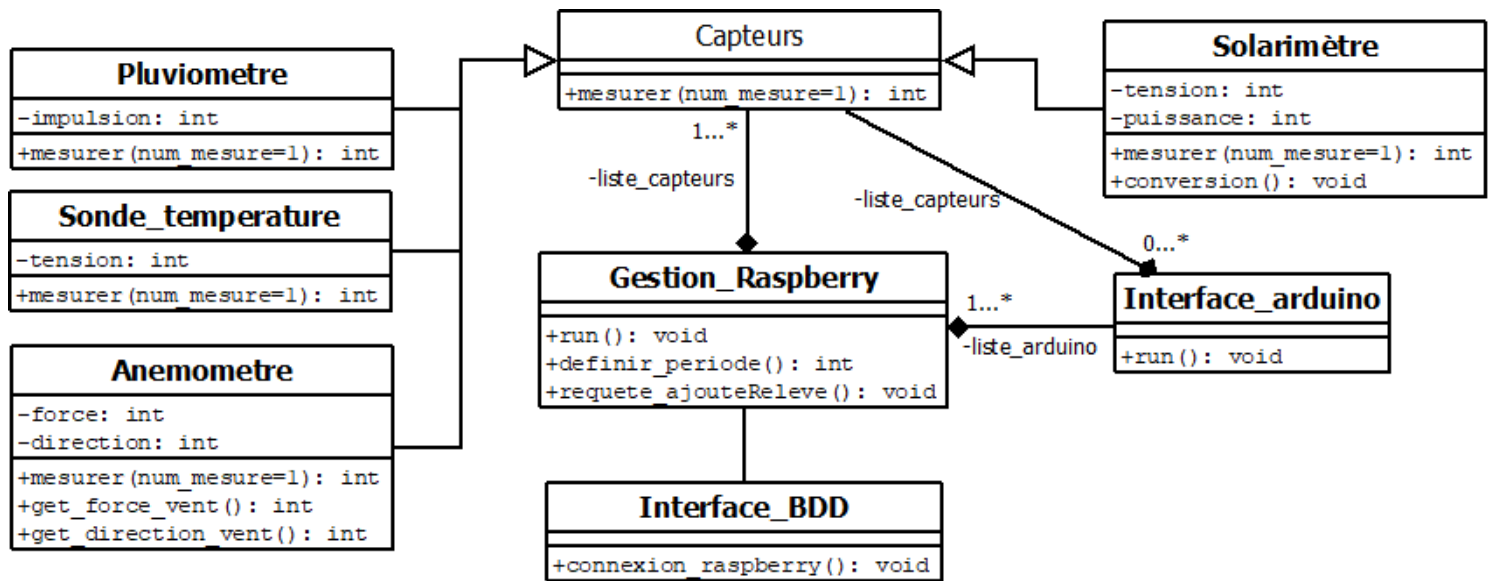 Pluviometre
-impulsion: int
+mesurer(num_mesure=1): int
Sonde_temperature
-tension: int
+mesurer(num_mesure=1): int
Anemometre
-force: int
-direction: int
+mesurer(num_mesure=1): int
+get_force_vent(): int
+get_direction_vent(): int
Capteurs
+mesurer(num_mesure=1): int
1...*
-liste_capteurs
-liste_capteurs
0...*
Solarimètre
-tension: int
-puissance: int
+mesurer(num_mesure=1): int
+conversion(): void
Gestion_Raspberry
+run(): void
+definir_periode(): int
+requete_ajouteReleve(): void
1...*
-liste_arduino
Interface_arduino
+run(): void
Interface_BDD
+connexion_raspberry(): void